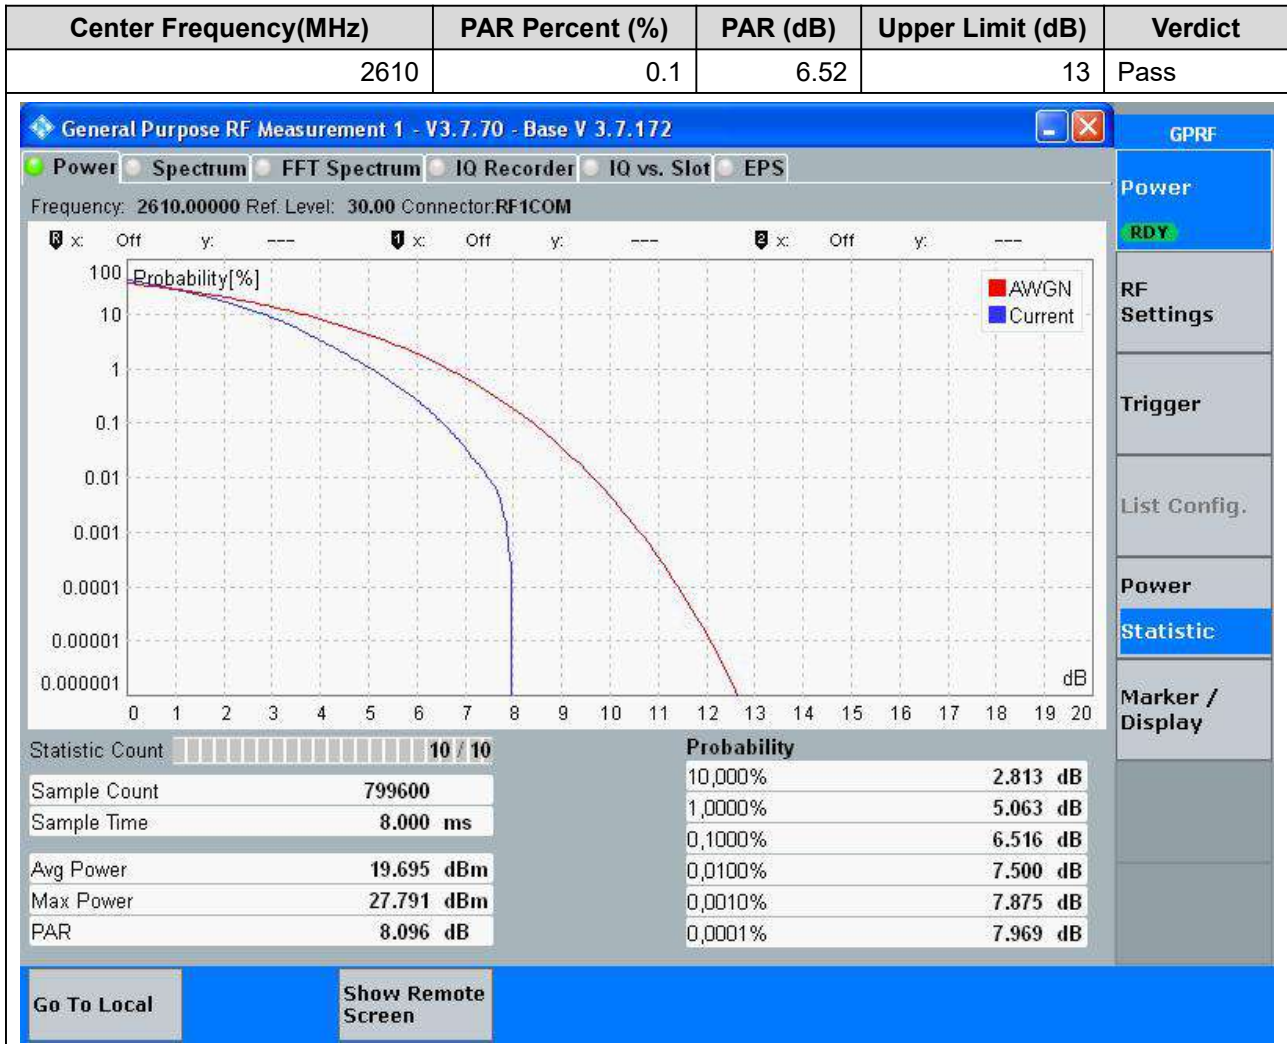 Center Frequency(MHz) PAR Percent (%) PAR (dB) Upper Limit (dB) Verdict
2610 0.1 6.52 13 Pass
General Purpose RF Measurement 1 - V3.7.70 - Base V 3.7.172
GPRF
Power Spectrum FFT Spectrum IQ Recorder IQ vs. Slot EPS
Power
RDY
Frequency: 2610.00000 Ref. Level: 30.00 Connector:RF1COM
R x: Off y: --- 1 x: Off y: --- 2 x: Off y: ---
Probability[%]
100
10
1
0.1
0.01
0.001
0.0001
0.00001
0.000001
AWGN
Current
dB
0 1 2 3 4 5 6 7 8 9 10 11 12 13 14 15 16 17 18 19 20
RF
Settings
Trigger
List Config.
Power
Statistic
Marker /
Display
Statistic Count 10 / 10
Sample Count 799600
Sample Time 8.000 ms
Avg Power 19.695 dBm
Max Power 27.791 dBm
PAR 8.096 dB
Probability
10,000% 2.813 dB
1,0000% 5.063 dB
0,1000% 6.516 dB
0,0100% 7.500 dB
0,0010% 7.875 dB
0,0001% 7.969 dB
Go To Local
Show Remote
Screen